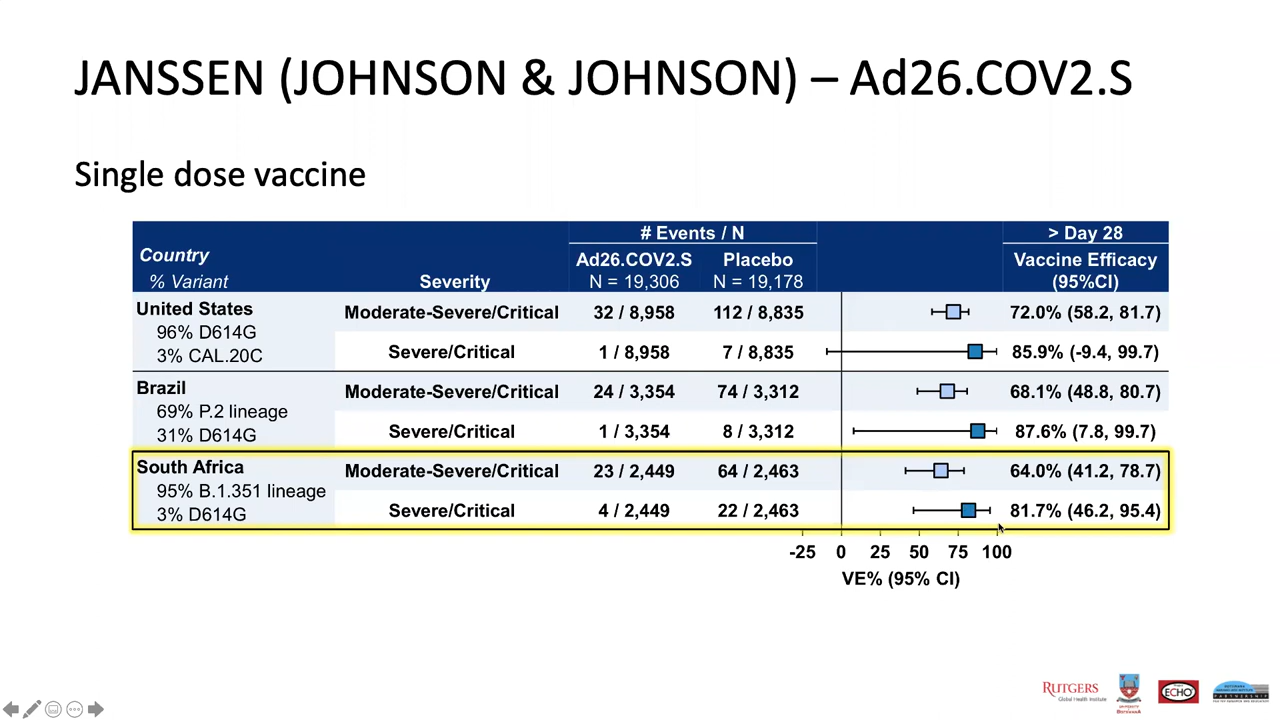 JANSSEN (JOHNSON & JOHNSON) – Ad26.COV2.S
Single dose vaccine
# Events / N
> Day 28
Country
% Variant
Severity
Ad26.COV2.S
N = 19,306
Placebo
N = 19,178
Vaccine Efficacy
(95%CI)
United States
96% D614G
3% CAL.20C
Moderate-Severe/Critical 32 / 8,958 112 / 8,835 72.0% (58.2, 81.7)
Severe/Critical 1 / 8,958 7 / 8,835 85.9% (-9.4, 99.7)
Brazil
69% P.2 lineage
31% D614G
Moderate-Severe/Critical 24 / 3,354 74 / 3,312 68.1% (48.8, 80.7)
Severe/Critical 1 / 3,354 8 / 3,312 87.6% (7.8, 99.7)
South Africa
95% B.1.351 lineage
3% D614G
Moderate-Severe/Critical 23 / 2,449 64 / 2,463 64.0% (41.2, 78.7)
Severe/Critical 4 / 2,449 22 / 2,463 81.7% (46.2, 95.4)
-25 0 25 50 75 100
VE% (95% CI)
RUTGERS
Global Health Institute
ECHO